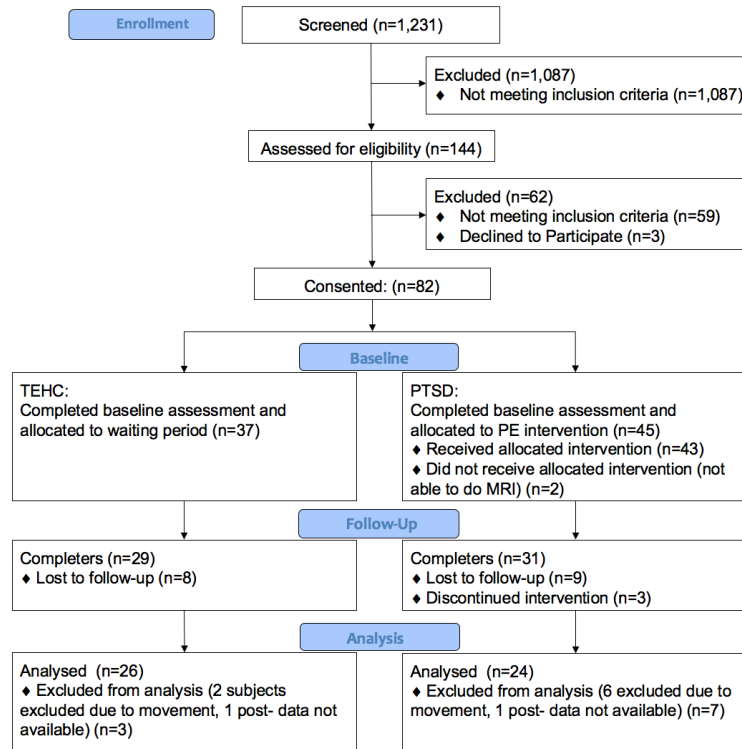 Enrollment
Screened (n=1,231)
Excluded (n=1,087)
♦ Not meeting inclusion criteria (n=1,087)
Assessed for eligibility (n=144)
Excluded (n=62)
♦ Not meeting inclusion criteria (n=59)
♦ Declined to Participate (n=3)
Consented: (n=82)
Baseline
TEHC:
Completed baseline assessment and
allocated to waiting period (n=37)
PTSD:
Completed baseline assessment and
allocated to PE intervention (n=45)
♦ Received allocated intervention (n=43)
♦ Did not receive allocated intervention (not
able to do MRI) (n=2)
Follow-Up
Completers (n=29)
♦ Lost to follow-up (n=8)
Completers (n=31)
♦ Lost to follow-up (n=9)
♦ Discontinued intervention (n=3)
Analysis
Analysed  (n=26)
♦ Excluded from analysis (2 subjects
excluded due to movement, 1 post- data not
available) (n=3)
Analysed (n=24)
♦ Excluded from analysis (6 excluded due to
movement, 1 post- data not available) (n=7)